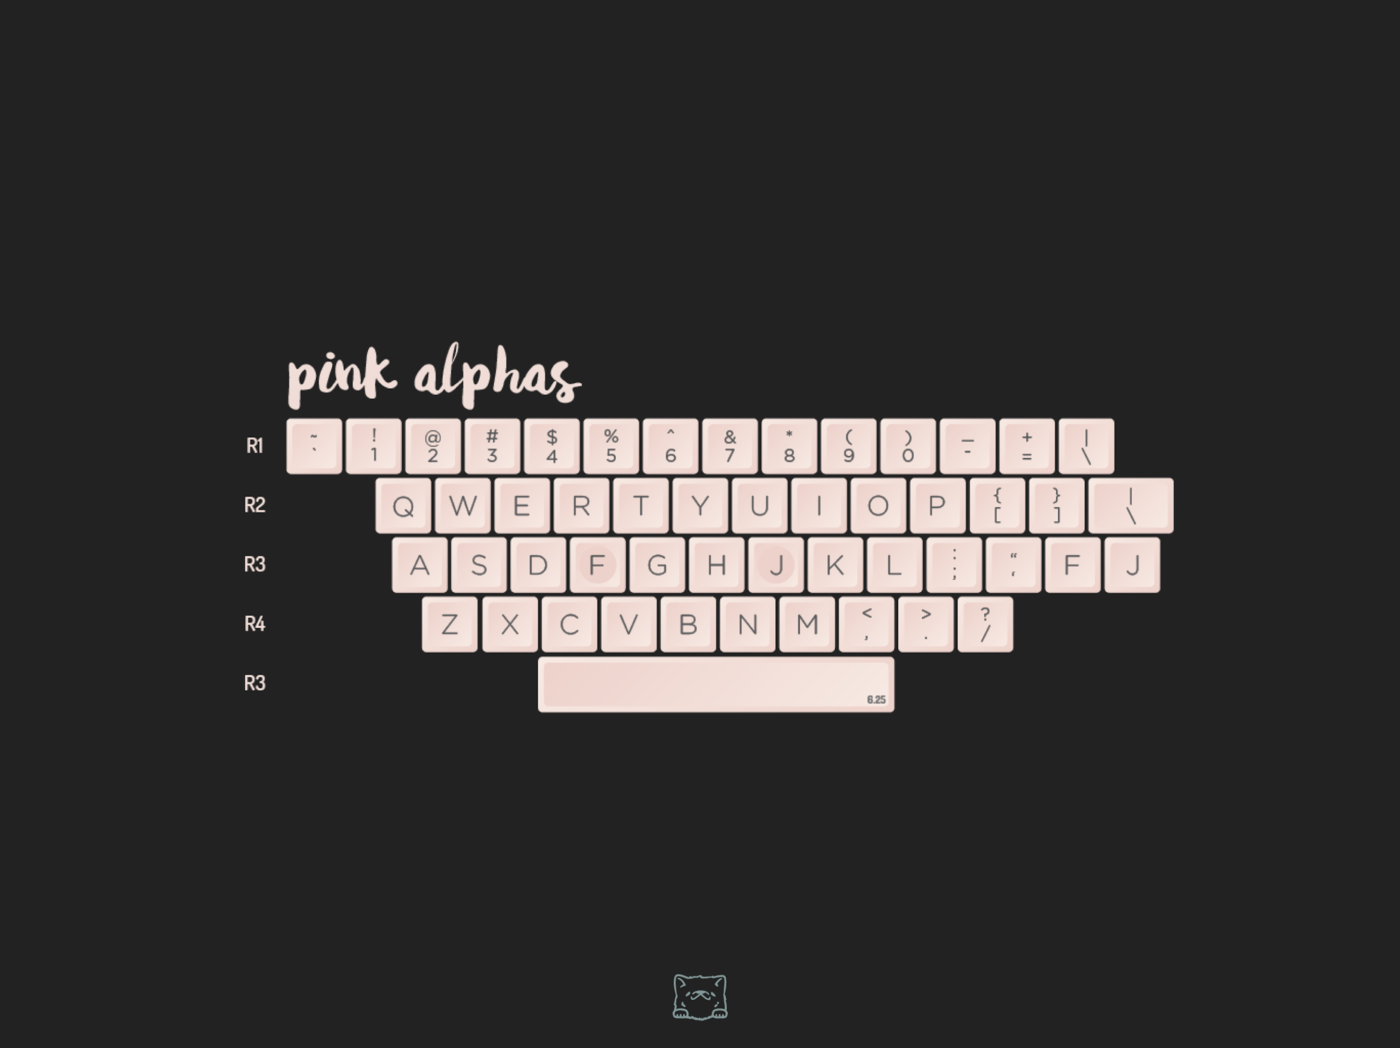 pink alphas
R1 ~ ` ! 1 @ 2 # 3 $ 4 % 5 ^ 6 & 7 * 8 ( 9 ) 0 _ - + = | \
R2 Q W E R T Y U I O P { [ } ] | \
R3 A S D F G H J K L : ; “ ‘ F J
R4 Z X C V B N M < , > . ? /
R3 6.25